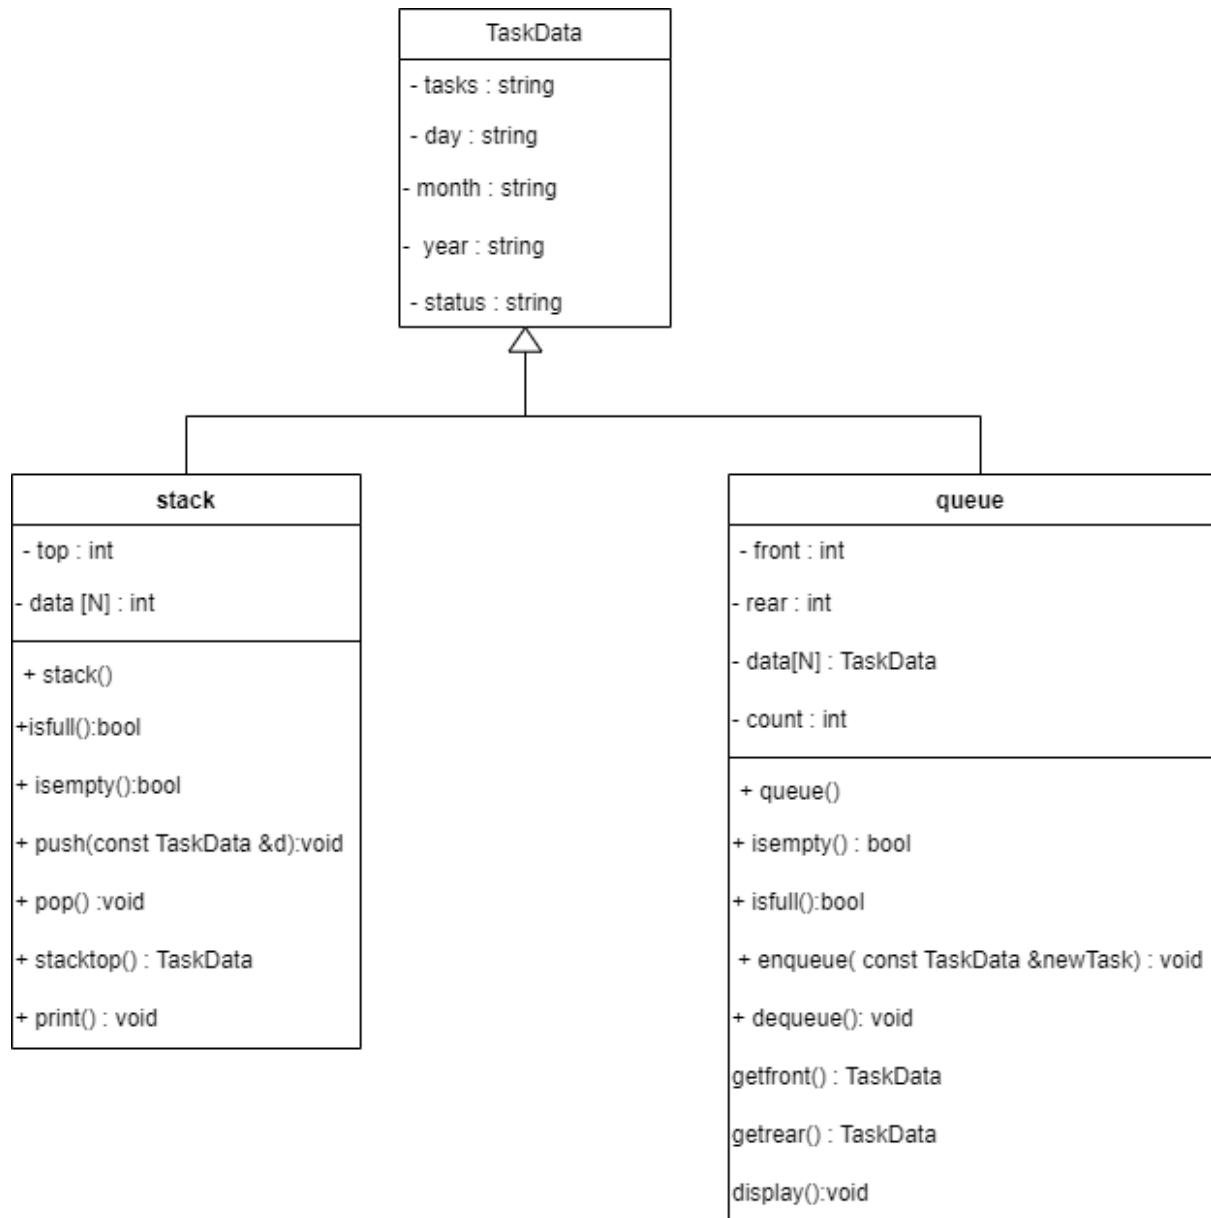 TaskData
- tasks : string
- day : string
- month : string
- year : string
- status : string
stack
- top : int
- data [N] : int
+ stack()
+isfull():bool
+ isempty():bool
+ push(const TaskData &d):void
+ pop() :void
+ stacktop() : TaskData
+ print() : void
queue
- front : int
- rear : int
- data[N] : TaskData
- count : int
+ queue()
+ isempty() : bool
+ isfull():bool
+ enqueue( const TaskData &newTask) : void
+ dequeue(): void
getfront() : TaskData
getrear() : TaskData
display():void